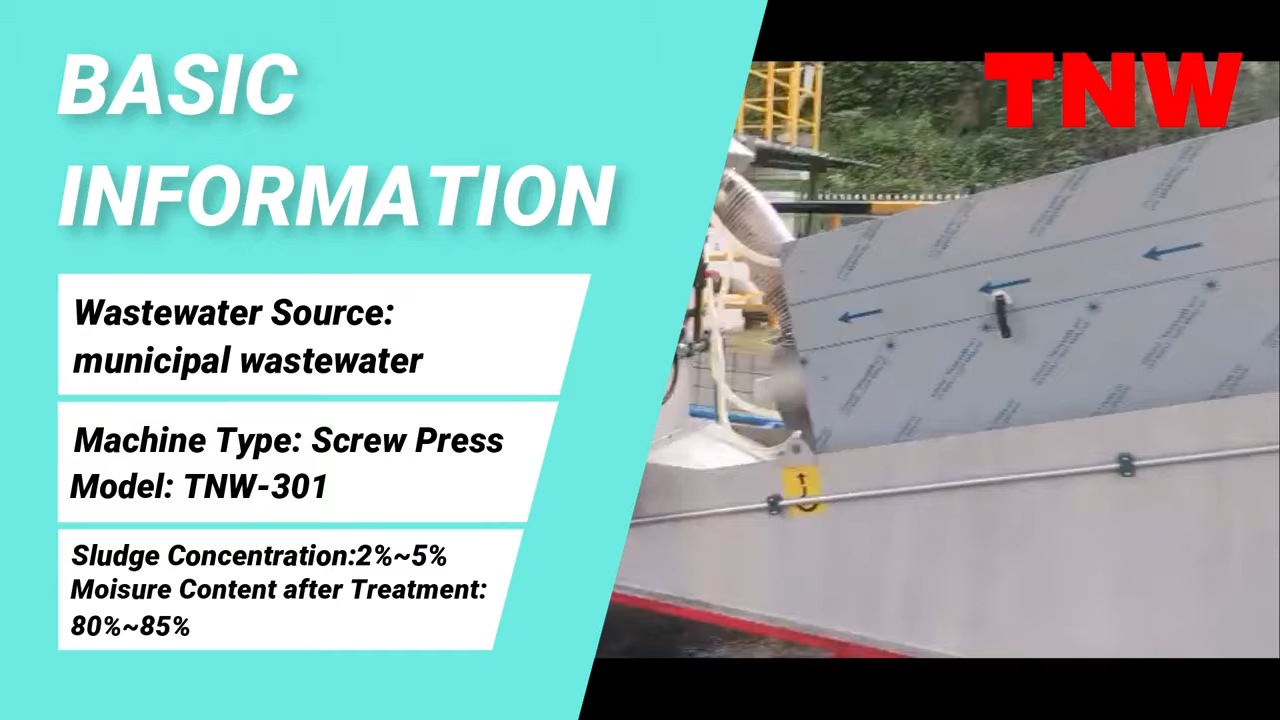 BASIC
INFORMATION
Wastewater Source:
municipal wastewater
Machine Type: Screw Press
Model: TNW-301
Sludge Concentration:2%~5%
Moisure Content after Treatment:
80%~85%
TNW